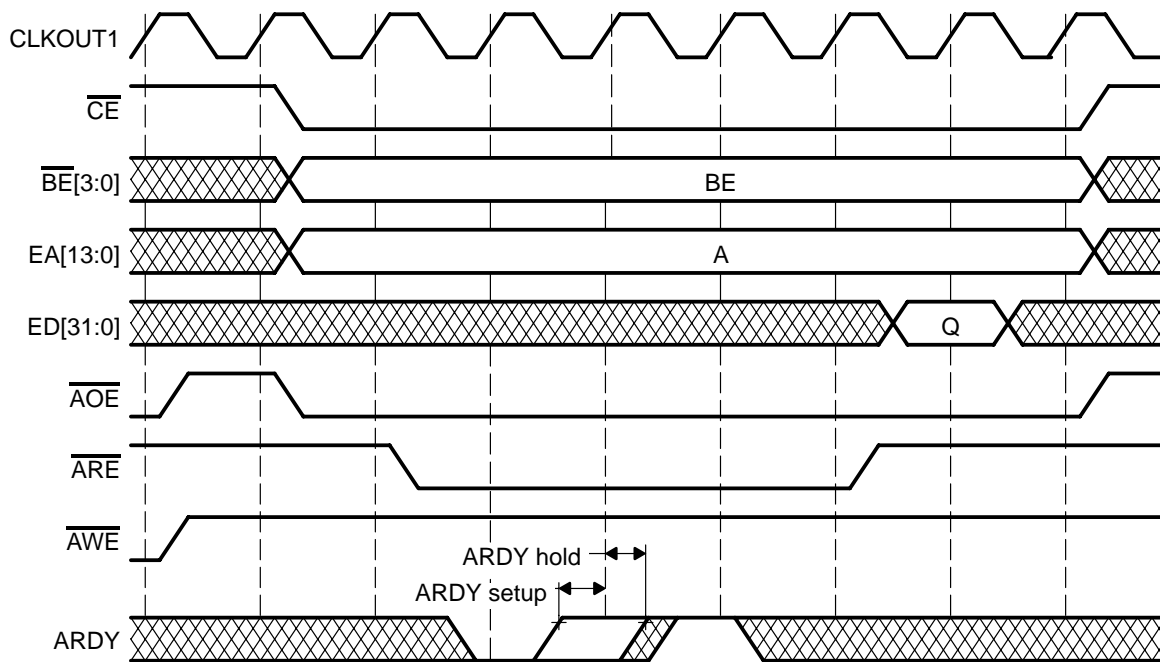 CLKOUT1
CE
BE[3:0]
BE
EA[13:0]
A
ED[31:0]
Q
AOE
ARE
AWE
ARDY hold
ARDY setup
ARDY